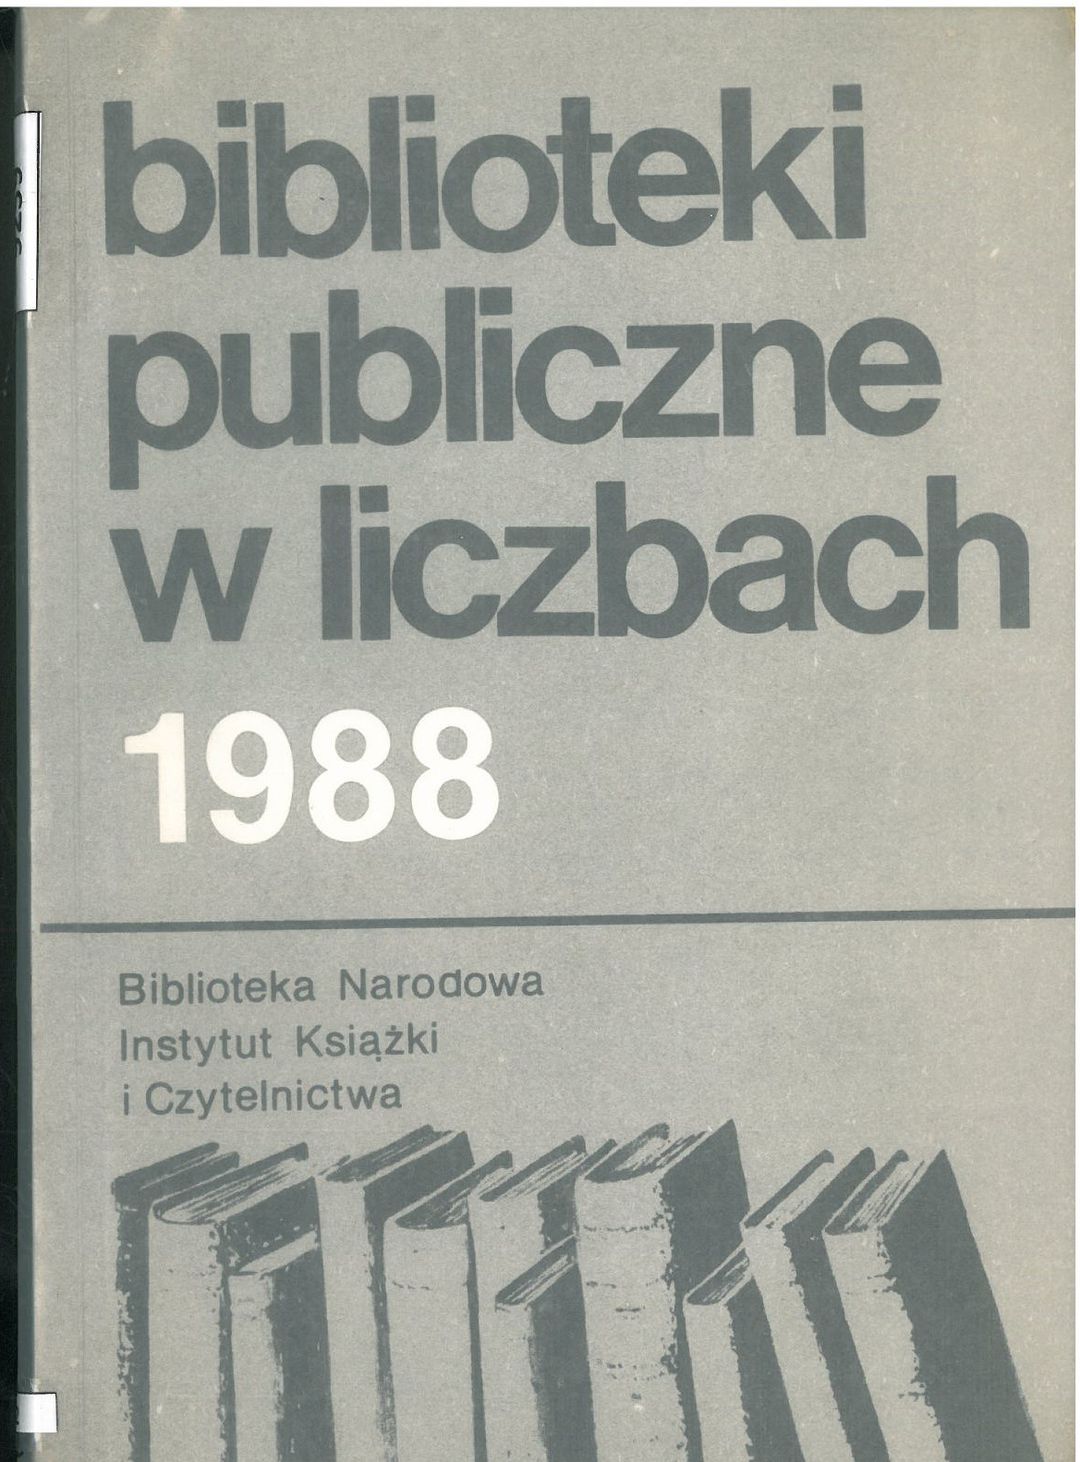 biblioteki
publiczne
w liczbach
1988
Biblioteka Narodowa
Instytut Książki
i Czytelnictwa